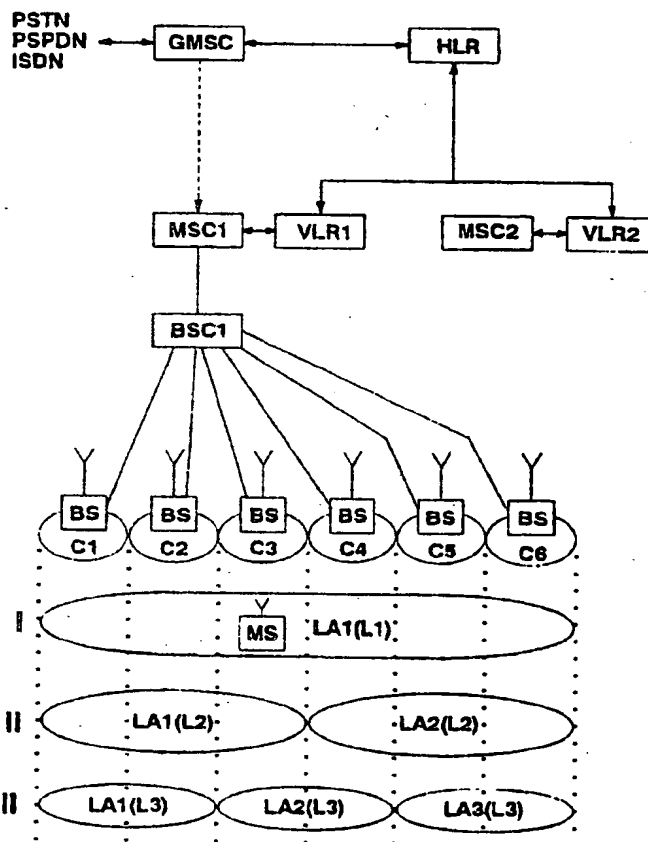 PSTN
PSPDN
ISDN
GMSC
HLR
MSC1
VLR1
MSC2
VLR2
BSC1
BS
BS
BS
BS
BS
BS
C1
C2
C3
C4
C5
C6
I
MS
LA1(L1)
II
LA1(L2)
LA2(L2)
II
LA1(L3)
LA2(L3)
LA3(L3)